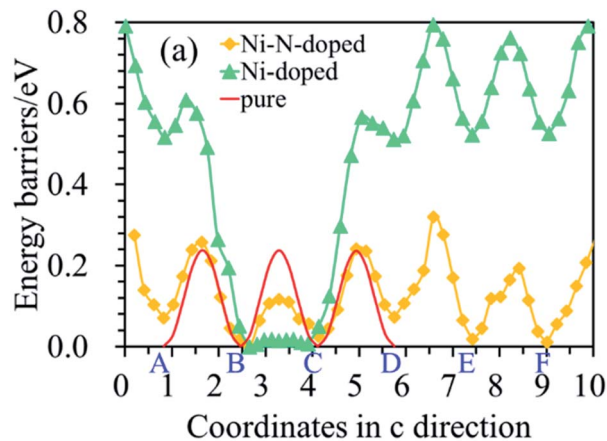 (a)
Ni-N-doped
Ni-doped
pure
Energy barriers/eV
0.8
0.6
0.4
0.2
0.0
A B C D E F
0 1 2 3 4 5 6 7 8 9 10
Coordinates in c direction